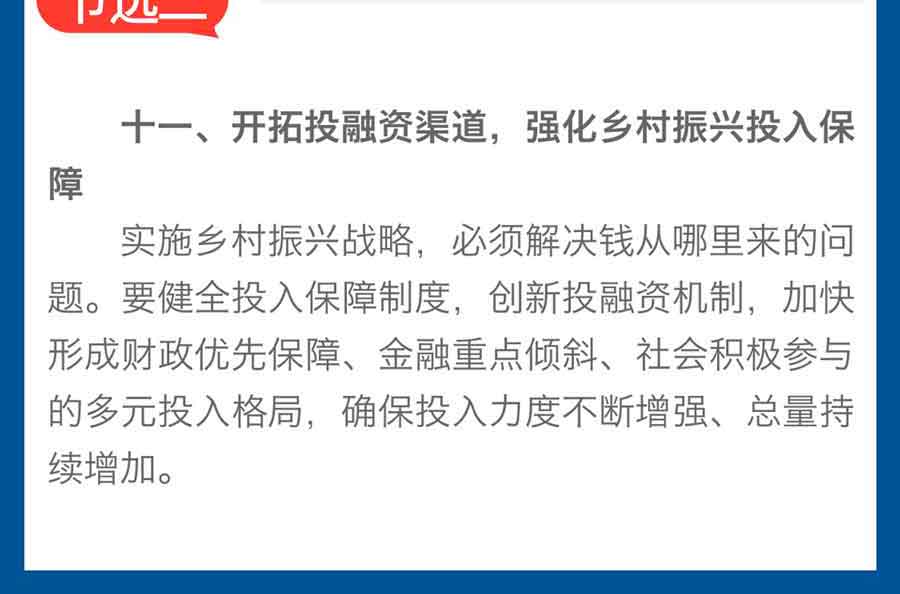 节选二
十一、开拓投融资渠道，强化乡村振兴投入保
障
实施乡村振兴战略，必须解决钱从哪里来的问
题。要健全投入保障制度，创新投融资机制，加快
形成财政优先保障、金融重点倾斜、社会积极参与
的多元投入格局，确保投入力度不断增强、总量持
续增加。